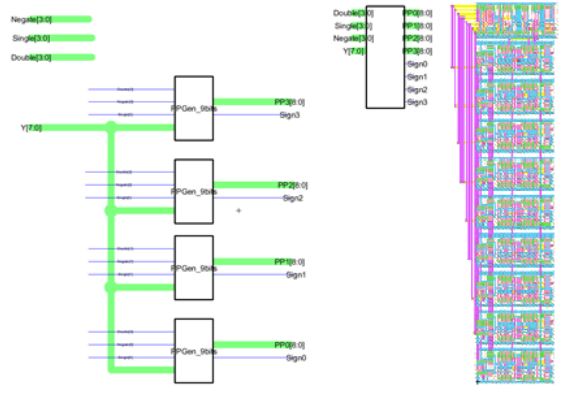 Negate[3:0]
Single[3:0]
Double[3:0]
Y[7:0]
PPGen_9bits
PP3[8:0]
Sign3
PPGen_9bits
PP2[8:0]
Sign2
PPGen_9bits
PP1[8:0]
Sign1
PPGen_9bits
PP0[8:0]
Sign0
Double[3:0] PP0[8:0]
Single[3:0] PP1[8:0]
Negate[3:0] PP2[8:0]
Y[7:0] PP3[8:0]
Sign0
Sign1
Sign2
Sign3